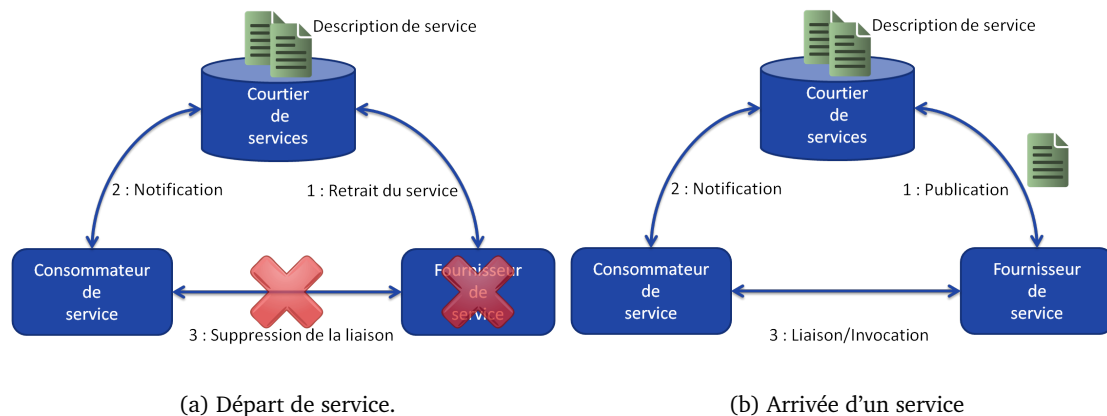 Description de service
Courtier
de
services
2 : Notification
1: Retrait du service
Consommateur
de
service
Fournisseur
de
service
3 : Suppression de la liaison
(a) Départ de service.
Description de service
Courtier
de
services
2 : Notification
1 : Publication
Consommateur
de
service
Fournisseur
de
service
3 : Liaison/Invocation
(b) Arrivée d'un service